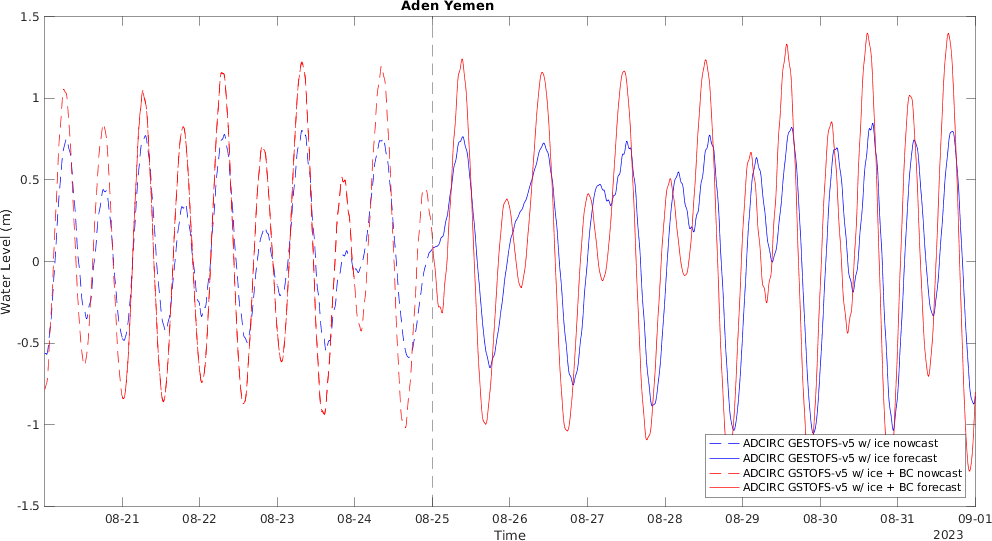 Aden Yemen
1.5
1
0.5
0
-0.5
-1
-1.5
Water Level (m)
08-21 08-22 08-23 08-24 08-25 08-26 08-27 08-28 08-29 08-30 08-31 09-01
Time
2023
ADCIRC GESTOFS-v5 w/ ice nowcast
ADCIRC GESTOFS-v5 w/ ice forecast
ADCIRC GSTOFS-v5 w/ ice + BC nowcast
ADCIRC GSTOFS-v5 w/ ice + BC forecast